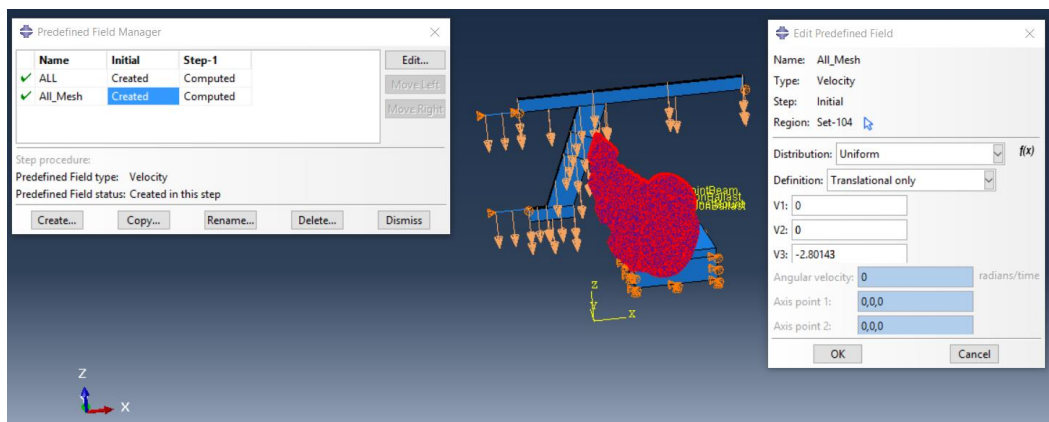 Predefined Field Manager
Name Initial Step-1
ALL Created Computed
All_Mesh Created Computed
Edit...
Move Left
Move Right
Step procedure:
Predefined Field type: Velocity
Predefined Field status: Created in this step
Create... Copy... Rename... Delete... Dismiss
Z
Y
X
Z
X
Edit Predefined Field
Name: All_Mesh
Type: Velocity
Step: Initial
Region: Set-104
Distribution: Uniform f(x)
Definition: Translational only
V1: 0
V2: 0
V3: -2.80143
Angular velocity: 0 radians/time
Axis point 1: 0,0,0
Axis point 2: 0,0,0
OK Cancel